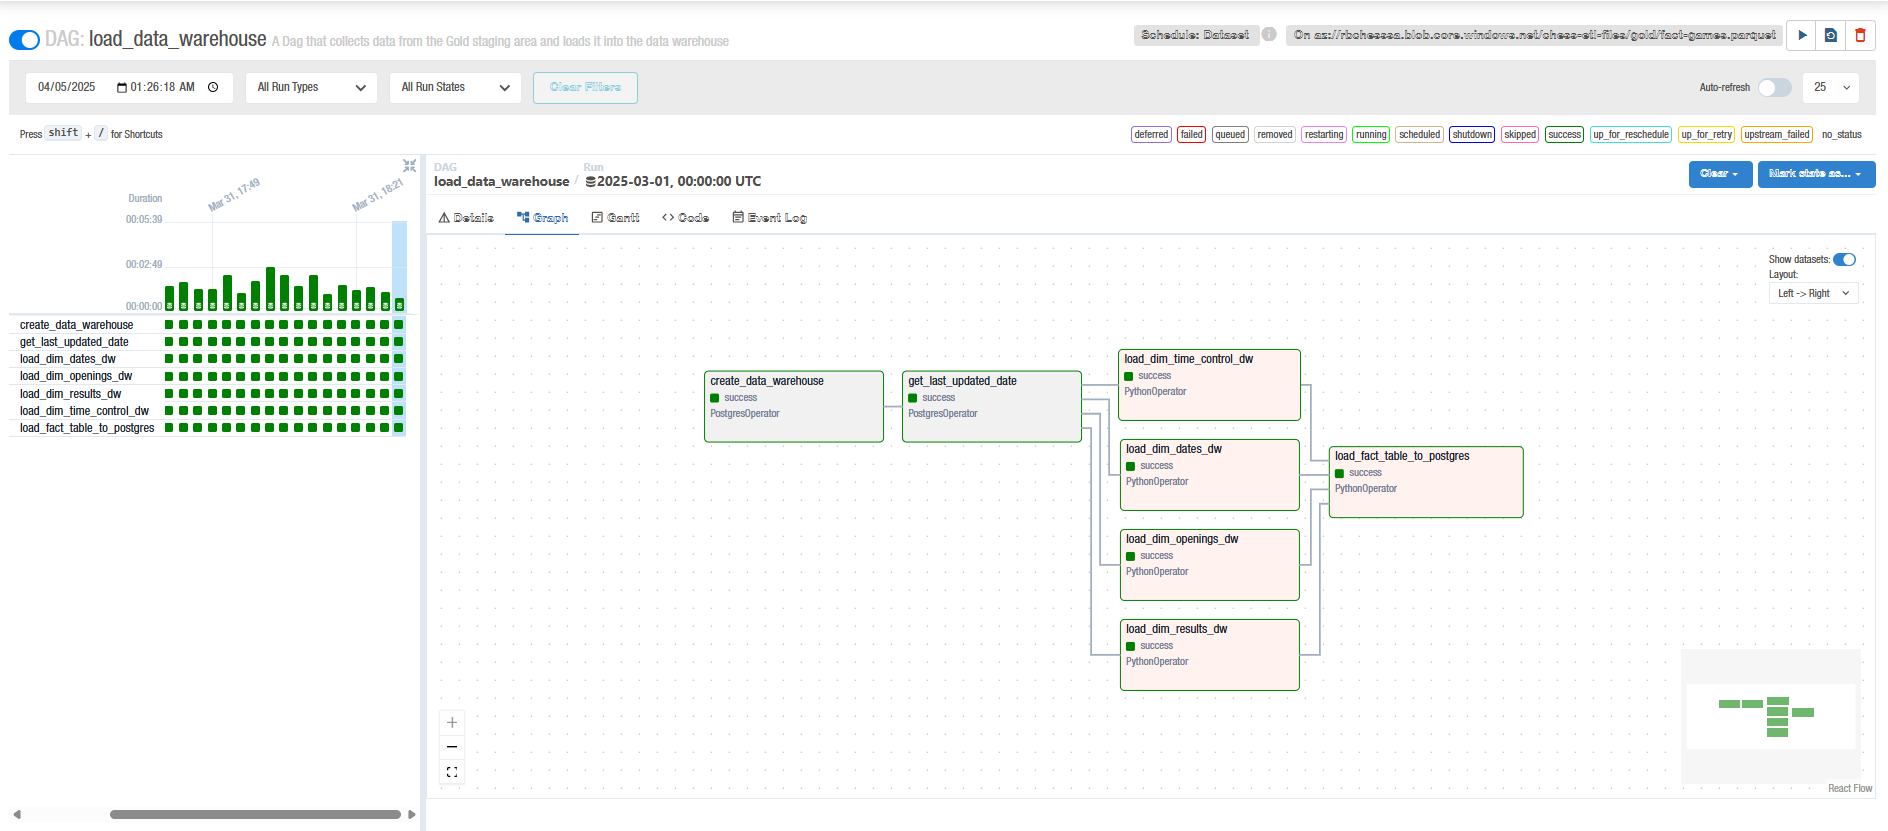 DAG: load_data_warehouse A Dag that collects data from the Gold staging area and loads it into the data warehouse
Schedule: Dataset
On az://rbchesssa.blob.core.windows.net/chess-etl-files/gold/fact-games.parquet
04/05/2025 01:26:18 AM
All Run Types
All Run States
Clear Filters
Auto-refresh
25
Press shift + / for Shortcuts
deferred failed queued removed restarting running scheduled shutdown skipped success up_for_reschedule up_for_retry upstream_failed no_status
DAG
load_data_warehouse
/
Run
2025-03-01, 00:00:00 UTC
Clear
Mark state as...
Details
Graph
Gantt
Code
Event Log
Mar 31, 17:49
Mar 31, 18:21
Duration
00:05:39
00:02:49
00:00:00
create_data_warehouse
get_last_updated_date
load_dim_dates_dw
load_dim_openings_dw
load_dim_results_dw
load_dim_time_control_dw
load_fact_table_to_postgres
Show datasets:
Layout:
Left -> Right
create_data_warehouse
success
PostgresOperator
get_last_updated_date
success
PostgresOperator
load_dim_time_control_dw
success
PythonOperator
load_dim_dates_dw
success
PythonOperator
load_dim_openings_dw
success
PythonOperator
load_dim_results_dw
success
PythonOperator
load_fact_table_to_postgres
success
PythonOperator
React Flow